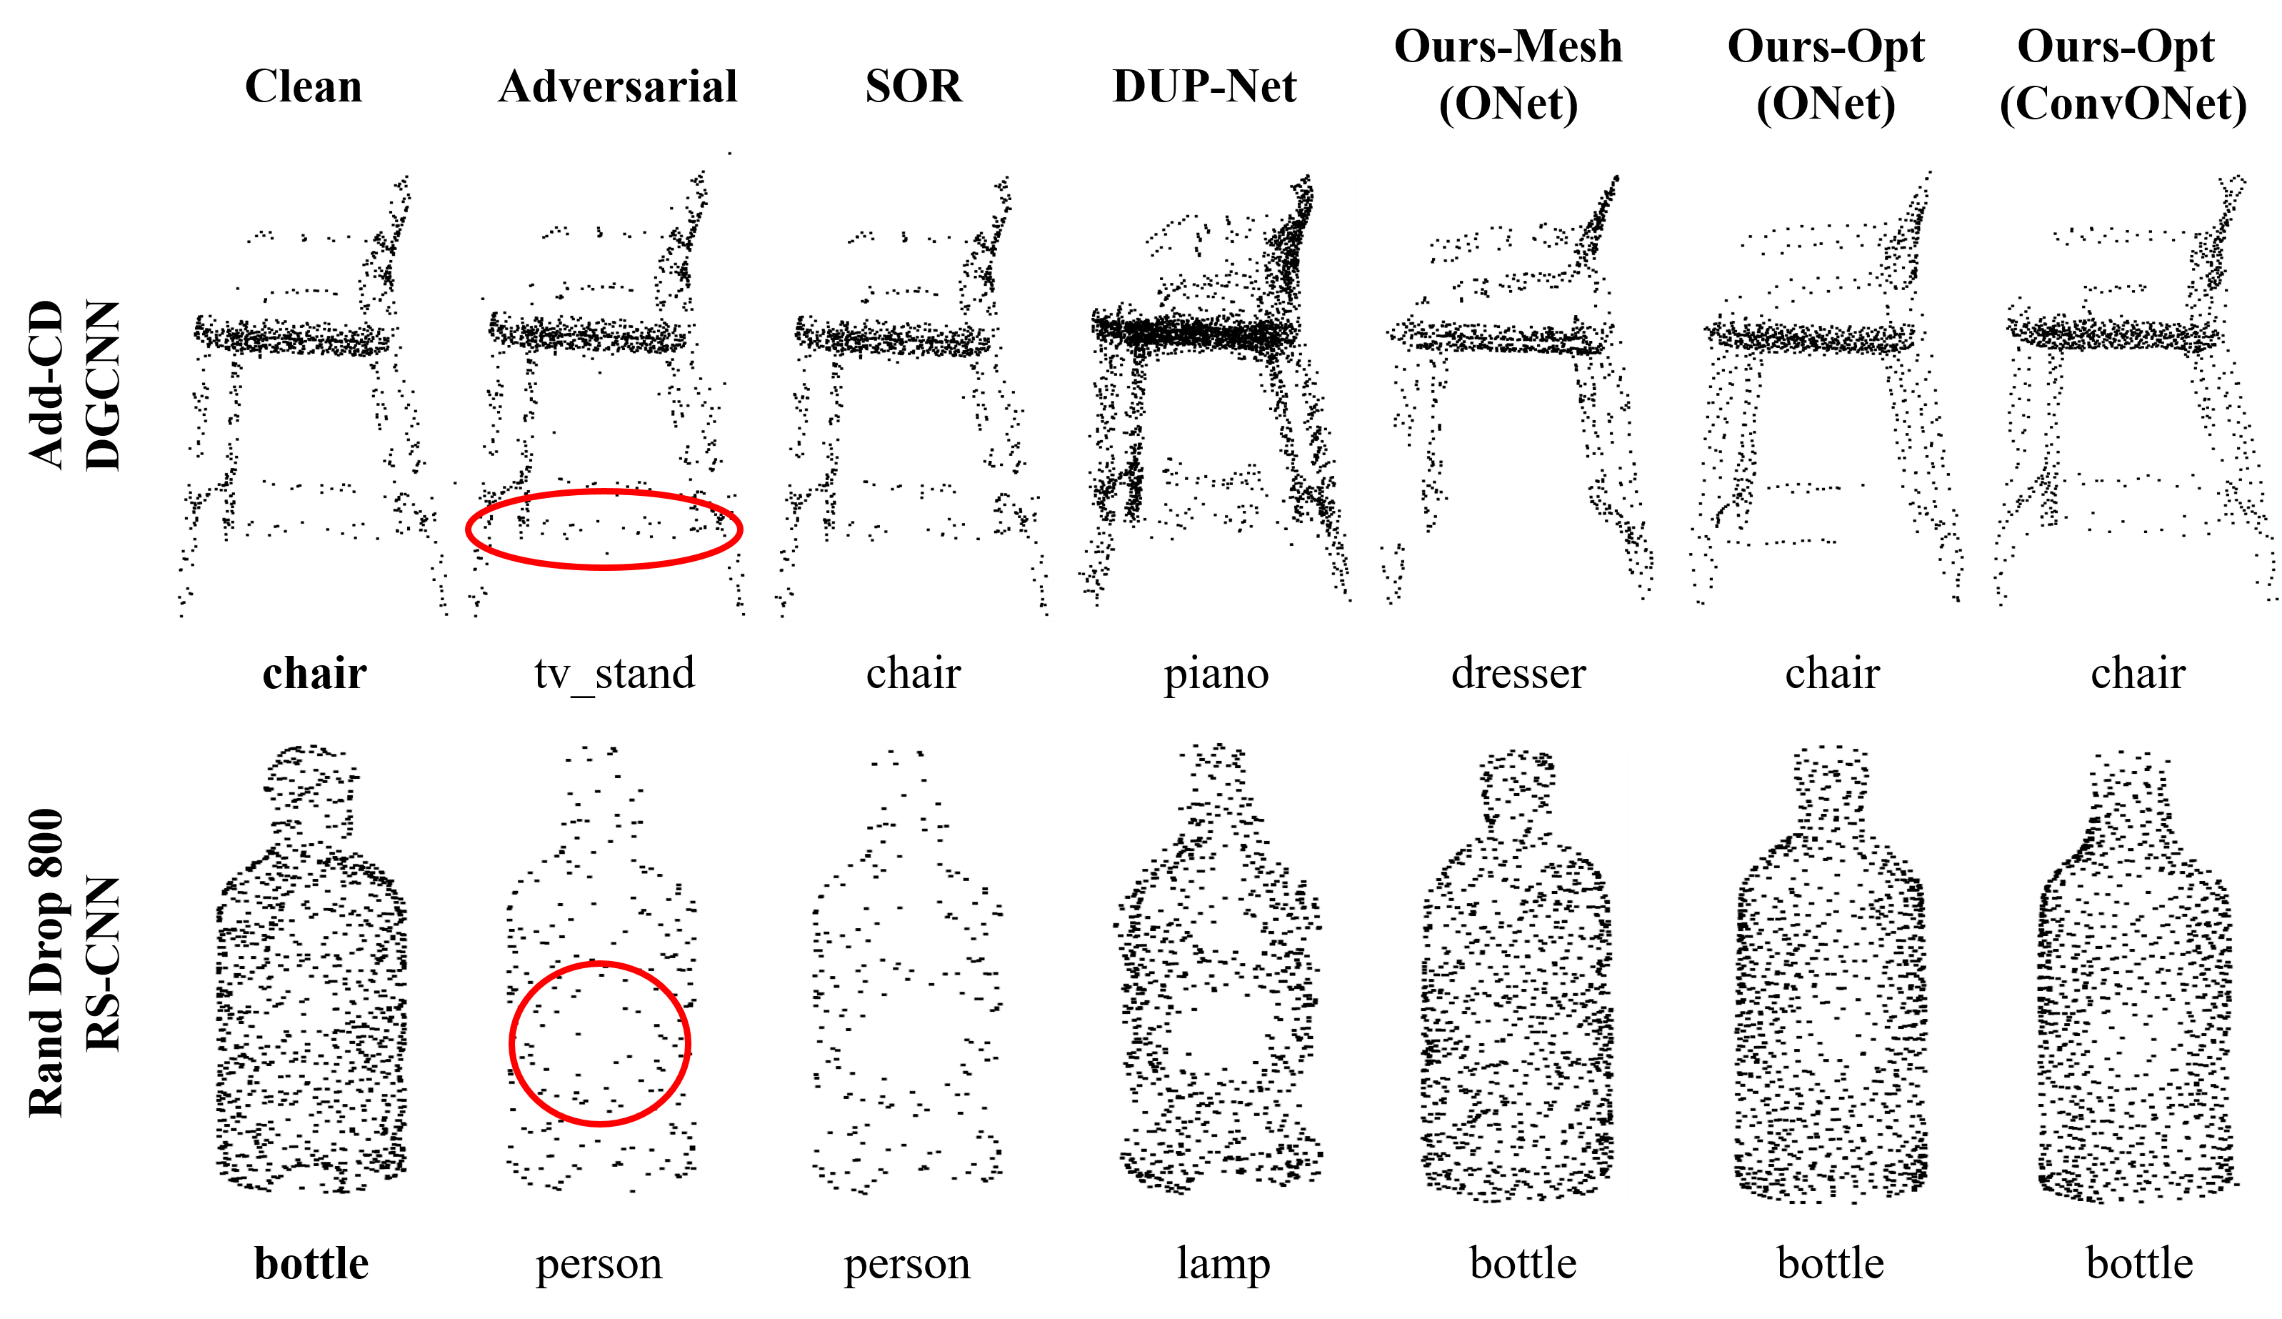 Clean
Adversarial
SOR
DUP-Net
Ours-Mesh
(ONet)
Ours-Opt
(ONet)
Ours-Opt
(ConvONet)
Add-CD
DGCNN
chair
tv_stand
chair
piano
dresser
chair
chair
Rand Drop 800
RS-CNN
bottle
person
person
lamp
bottle
bottle
bottle